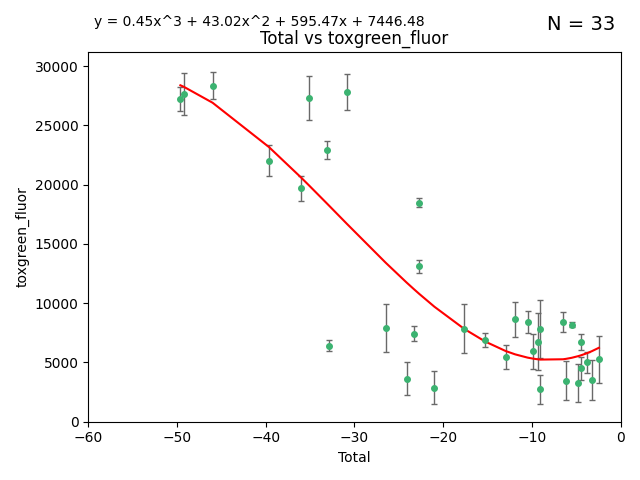 y = 0.45x^3 + 43.02x^2 + 595.47x + 7446.48
N = 33
Total vs toxgreen_fluor
30000
25000
20000
15000
10000
5000
0
toxgreen_fluor
−60 −50 −40 −30 −20 −10 0
Total